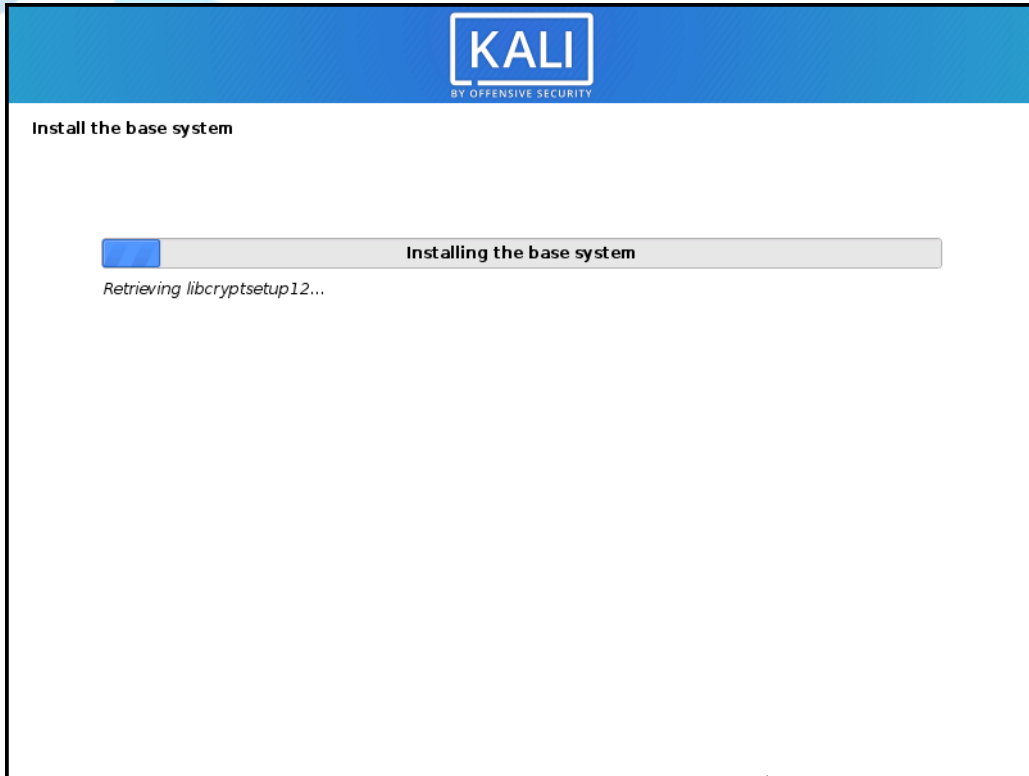 KALI
BY OFFENSIVE SECURITY
Install the base system
Installing the base system
Retrieving libcryptsetup12...